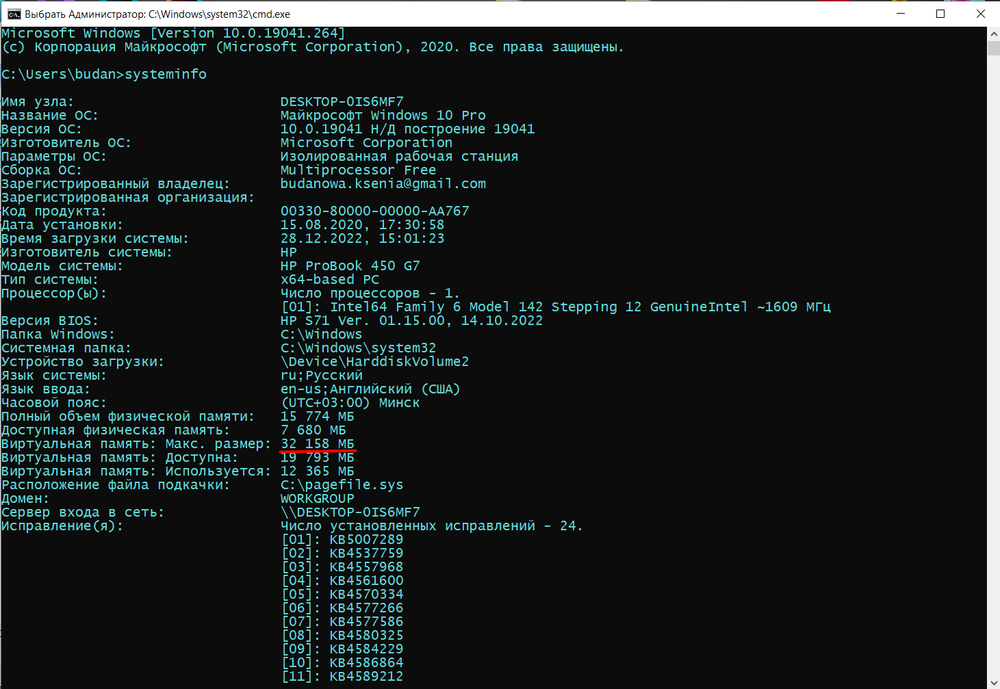 Выбрать Администратор: C:\Windows\system32\cmd.exe
Microsoft Windows [Version 10.0.19041.264]
(c) Корпорация Майкрософт (Microsoft Corporation), 2020. Все права защищены.
C:\Users\budan>systeminfo
Имя узла: DESKTOP-0IS6MF7
Название ОС: Майкрософт Windows 10 Pro
Версия ОС: 10.0.19041 Н/Д построение 19041
Изготовитель ОС: Microsoft Corporation
Параметры ОС: Изолированная рабочая станция
Сборка ОС: Multiprocessor Free
Зарегистрированный владелец: budanowa.ksenia@gmail.com
Зарегистрированная организация:
Код продукта: 00330-80000-00000-AA767
Дата установки: 15.08.2020, 17:30:58
Время загрузки системы: 28.12.2022, 15:01:23
Изготовитель системы: HP
Модель системы: HP ProBook 450 G7
Тип системы: x64-based PC
Процессор(ы): Число процессоров - 1.
[01]: Intel64 Family 6 Model 142 Stepping 12 GenuineIntel ~1609 МГц
Версия BIOS: HP S71 Ver. 01.15.00, 14.10.2022
Папка Windows: C:\Windows
Системная папка: C:\Windows\system32
Устройство загрузки: \Device\HarddiskVolume2
Язык системы: ru;Русский
Язык ввода: en-us;Английский (США)
Часовой пояс: (UTC+03:00) Минск
Полный объем физической памяти: 15 774 МБ
Доступная физическая память: 7 680 МБ
Виртуальная память: Макс. размер: 32 158 МБ
Виртуальная память: Доступна: 19 793 МБ
Виртуальная память: Используется: 12 365 МБ
Расположение файла подкачки: C:\pagefile.sys
Домен: WORKGROUP
Сервер входа в сеть: \\DESKTOP-0IS6MF7
Исправление(я): Число установленных исправлений - 24.
[01]: KB5007289
[02]: KB4537759
[03]: KB4557968
[04]: KB4561600
[05]: KB4570334
[06]: KB4577266
[07]: KB4577586
[08]: KB4580325
[09]: KB4584229
[10]: KB4586864
[11]: KB4589212